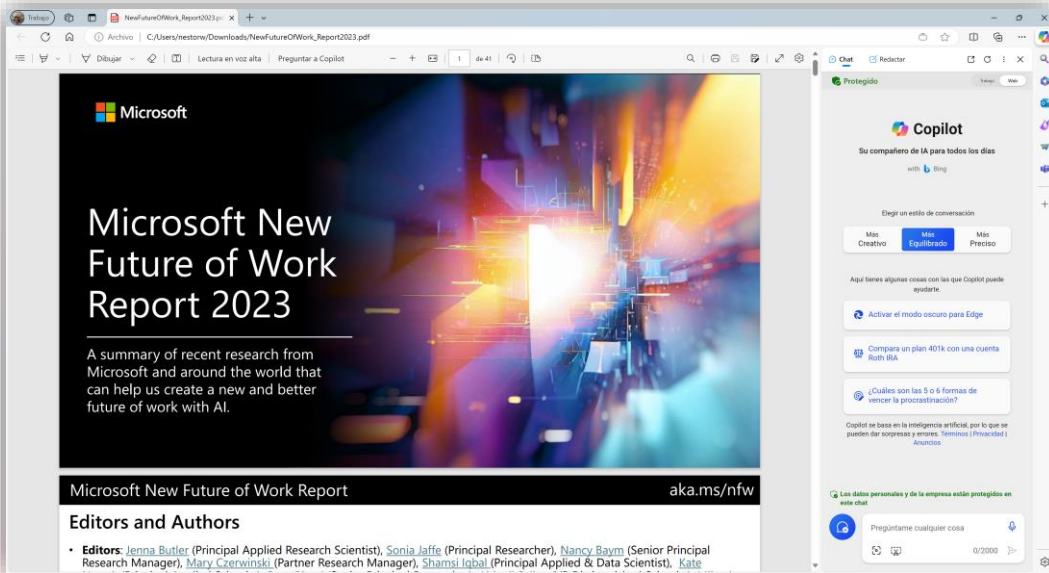 Trabajo
NewFutureOfWork_Report2023.pc
Archivo C:/Users/nestorw/Downloads/NewFutureOfWork_Report2023.pdf
Dibujar Lectura en voz alta Preguntar a Copilot 1 de 41
Chat Redactar
Protegido Trabajo Web
Microsoft
Copilot
Su compañero de IA para todos los días
with Bing
Elegir un estilo de conversación
Más Creativo
Más Equilibrado
Más Preciso
Aquí tienes algunas cosas con las que Copilot puede
ayudarte.
Activar el modo oscuro para Edge
Compara un plan 401k con una cuenta
Roth IRA
¿Cuáles son las 5 o 6 formas de
vencer la procrastinación?
Copilot se basa en la inteligencia artificial, por lo que se
pueden dar sorpresas y errores. Términos | Privacidad |
Anuncios
Los datos personales y de la empresa están protegidos en
este chat
Pregúntame cualquier cosa
0/2000
Microsoft New
Future of Work
Report 2023
A summary of recent research from
Microsoft and around the world that
can help us create a new and better
future of work with AI.
Microsoft New Future of Work Report aka.ms/nfw
Editors and Authors
• Editors: Jenna Butler (Principal Applied Research Scientist), Sonia Jaffe (Principal Researcher), Nancy Baym (Senior Principal
Research Manager), Mary Czerwinski (Partner Research Manager), Shamsi Iqbal (Principal Applied & Data Scientist), Kate